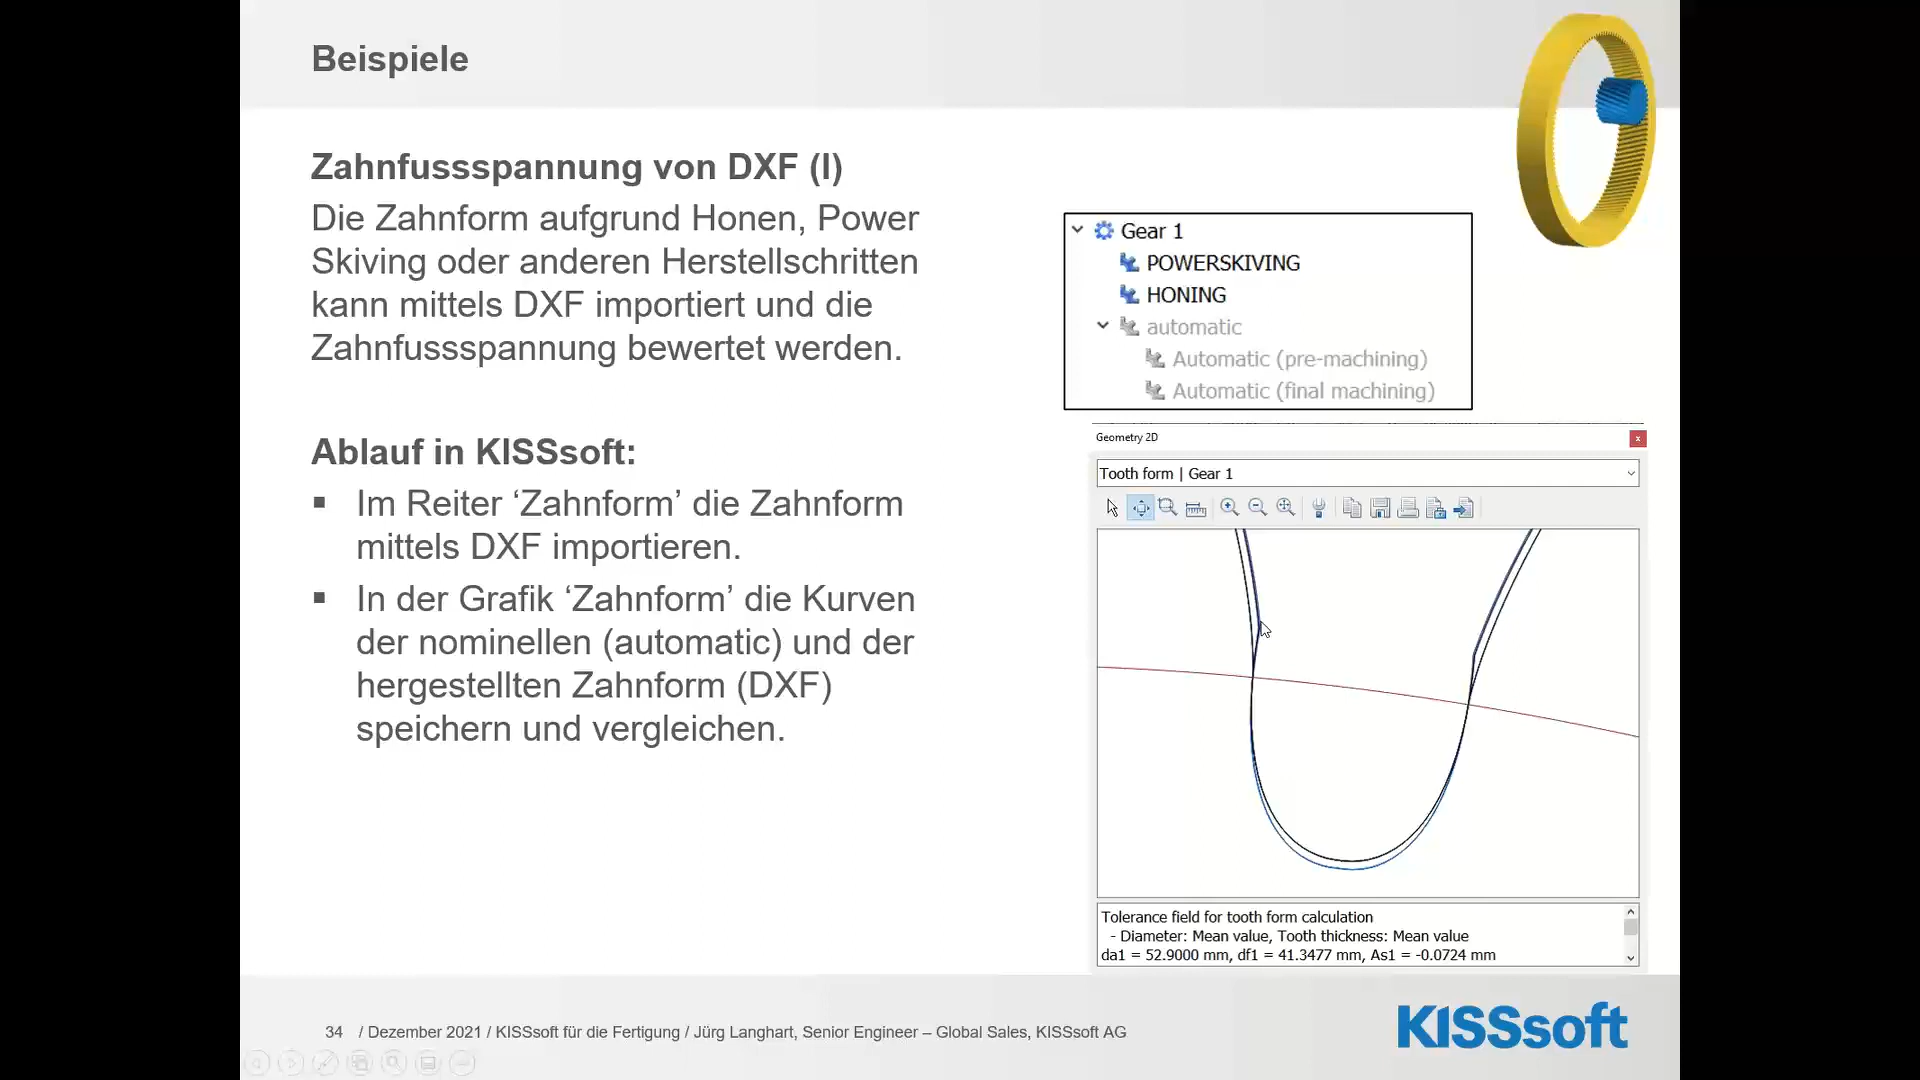 Beispiele
Zahnfussspannung von DXF (I)
Die Zahnform aufgrund Honen, Power
Skiving oder anderen Herstellschritten
kann mittels DXF importiert und die
Zahnfussspannung bewertet werden.
Ablauf in KISSsoft:
▪ Im Reiter ‘Zahnform’ die Zahnform
mittels DXF importieren.
▪ In der Grafik ‘Zahnform’ die Kurven
der nominellen (automatic) und der
hergestellten Zahnform (DXF)
speichern und vergleichen.
Gear 1
POWERSKIVING
HONING
automatic
Automatic (pre-machining)
Automatic (final machining)
Geometry 2D
Tooth form | Gear 1
Tolerance field for tooth form calculation
- Diameter: Mean value, Tooth thickness: Mean value
da1 = 52.9000 mm, df1 = 41.3477 mm, As1 = -0.0724 mm
34 / Dezember 2021 / KISSsoft für die Fertigung / Jürg Langhart, Senior Engineer – Global Sales, KISSsoft AG
KISSsoft